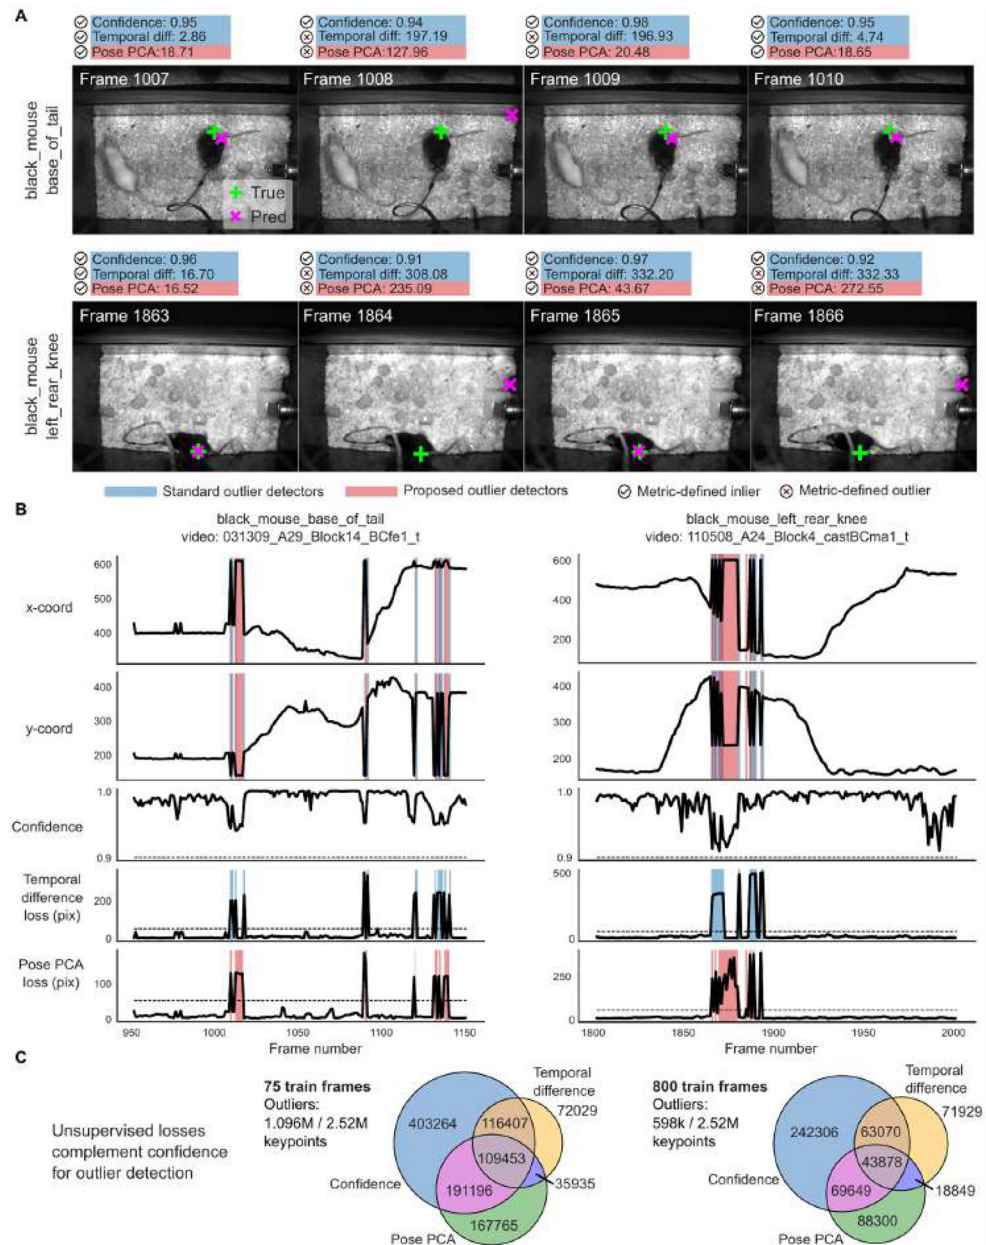 A
Confidence: 0.95
Temporal diff: 2.86
Pose PCA:18.71
Confidence: 0.94
Temporal diff: 197.19
Pose PCA:127.96
Confidence: 0.98
Temporal diff: 196.93
Pose PCA: 20.48
Confidence: 0.95
Temporal diff: 4.74
Pose PCA:18.65
black_mouse
base_of_tail
Frame 1007
Frame 1008
Frame 1009
Frame 1010
True
Pred
Confidence: 0.96
Temporal diff: 16.70
Pose PCA: 16.52
Confidence: 0.91
Temporal diff: 308.08
Pose PCA: 235.09
Confidence: 0.97
Temporal diff: 332.20
Pose PCA: 43.67
Confidence: 0.92
Temporal diff: 332.33
Pose PCA: 272.55
black_mouse
left_rear_knee
Frame 1863
Frame 1864
Frame 1865
Frame 1866
Standard outlier detectors
Proposed outlier detectors
Metric-defined inlier
Metric-defined outlier
B
black_mouse_base_of_tail
video: 031309_A29_Block14_BCfe1_t
black_mouse_left_rear_knee
video: 110508_A24_Block4_castBCma1_t
x-coord
600
500
400
600
400
200
y-coord
400
300
200
400
200
Confidence
1.0
0.9
1.0
0.9
Temporal
difference
loss (pix)
200
0
500
0
Pose PCA
loss (pix)
100
0
250
0
950
1000
1050
1100
1150
Frame number
1800
1850
1900
1950
2000
Frame number
C
Unsupervised losses
complement confidence
for outlier detection
75 train frames
Outliers:
1.096M / 2.52M
keypoints
Temporal
difference
72029
403264
116407
109453
35935
Confidence
191196
167765
Pose PCA
800 train frames
Outliers:
598k / 2.52M
keypoints
Temporal
difference
71929
242306
63070
43878
18849
Confidence
69649
88300
Pose PCA